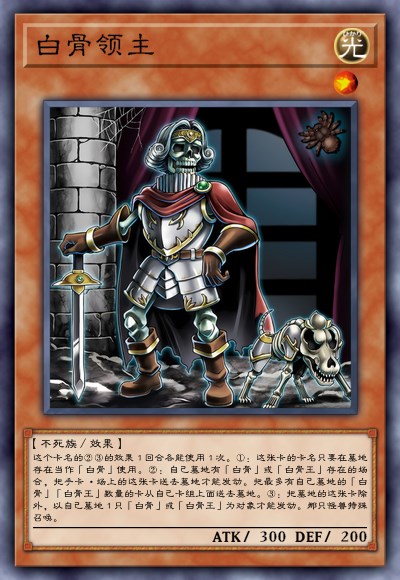 白骨领主
ひかり
光
【不死族／效果】
这个卡名的②③的效果1回合各能使用1次。①：这张卡的卡名只要在墓地
存在当作「白骨」使用。②：自己墓地有「白骨」或「白骨王」存在的场
合，把手卡·场上的这张卡送去墓地才能发动。把最多有自己墓地的「白
骨」「白骨王」数量的卡从自己卡组上面送去墓地。③：把墓地的这张卡除
外，以自己墓地1只「白骨」或「白骨王」为对象才能发动。那只怪兽特殊
召唤。
ATK/ 300 DEF/ 200